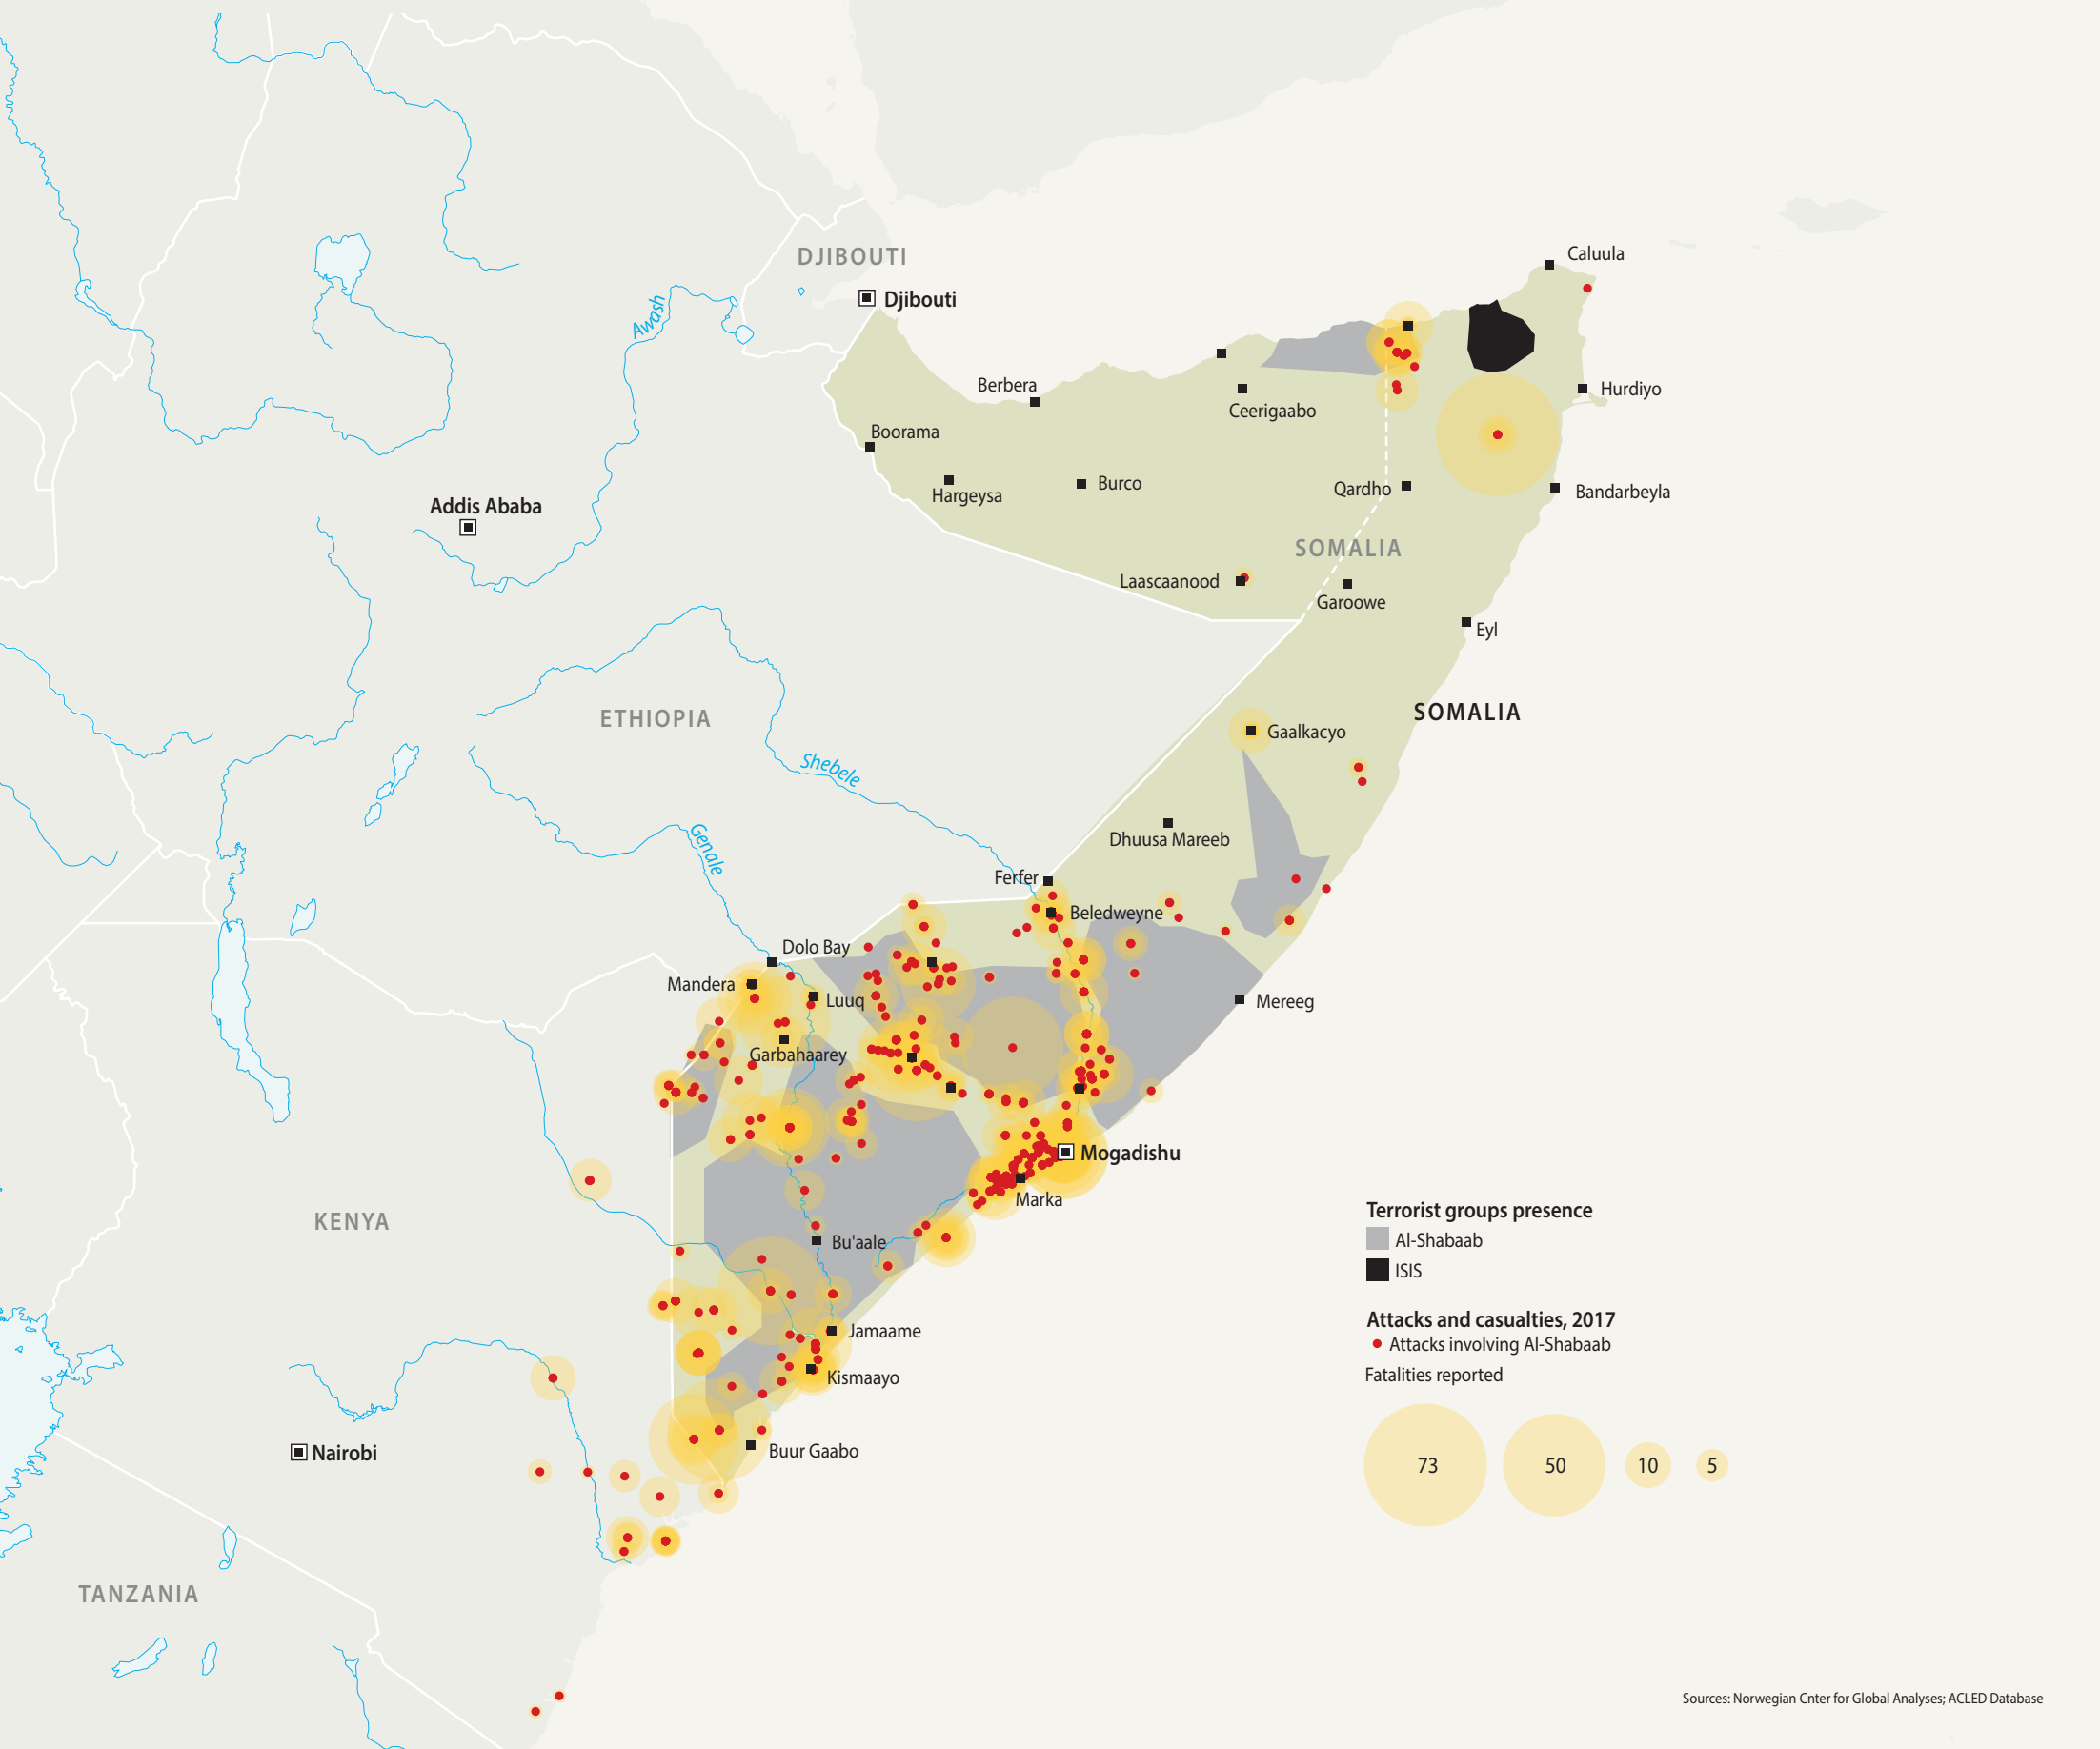 Caluula
DJIBOUTI
Djibouti
Awash
Berbera
Hurdiyo
Ceerigaabo
Boorama
Burco
Qardho
Hargeysa
Bandarbeyla
Addis Ababa
SOMALIA
Laascaanood
Garoowe
Eyl
ETHIOPIA
SOMALIA
Gaalkacyo
Shebele
Dhuusa Mareeb
Genale
Ferfer
Beledweyne
Dolo Bay
Mandera
Luuq
Mereeg
Garbahaarey
Mogadishu
Marka
KENYA
Bu'aale
Jamaame
Kismaayo
Nairobi
Buur Gaabo
TANZANIA
Terrorist groups presence
Al-Shabaab
ISIS
Attacks and casualties, 2017
Attacks involving Al-Shabaab
Fatalities reported
73 50 10 5
Sources: Norwegian Cnter for Global Analyses; ACLED Database